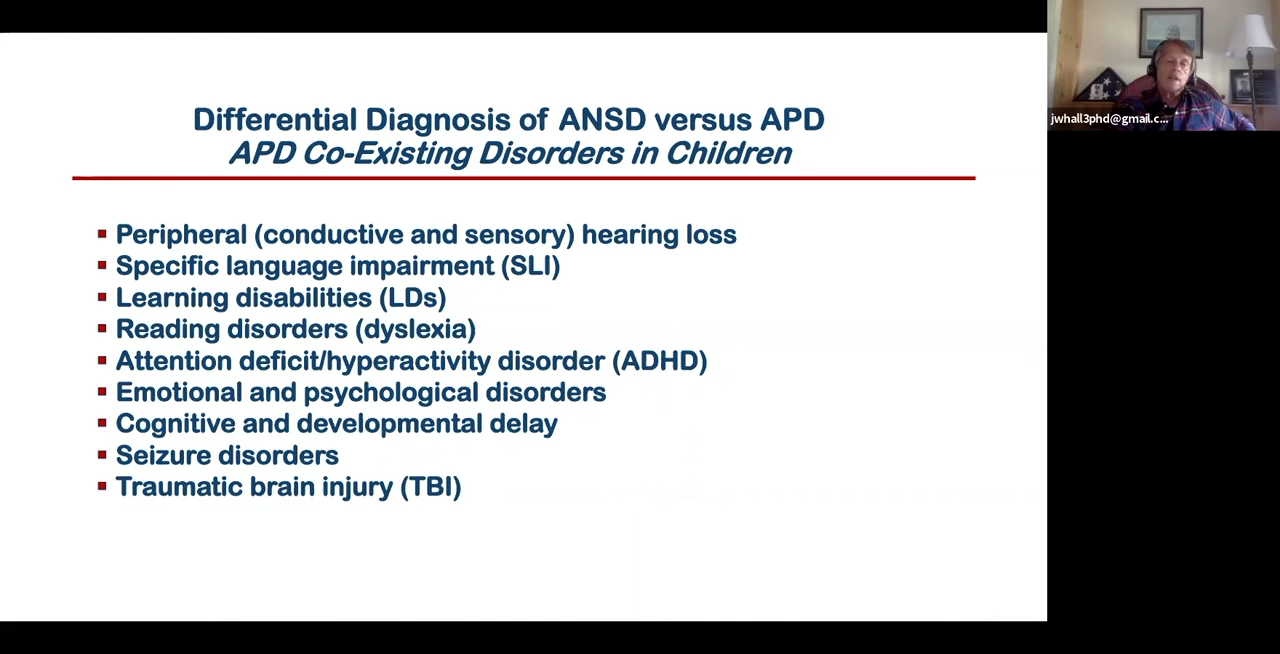 Differential Diagnosis of ANSD versus APD
APD Co-Existing Disorders in Children
Peripheral (conductive and sensory) hearing loss
Specific language impairment (SLI)
Learning disabilities (LDs)
Reading disorders (dyslexia)
Attention deficit/hyperactivity disorder (ADHD)
Emotional and psychological disorders
Cognitive and developmental delay
Seizure disorders
Traumatic brain injury (TBI)
jwhall3phd@gmail.c...